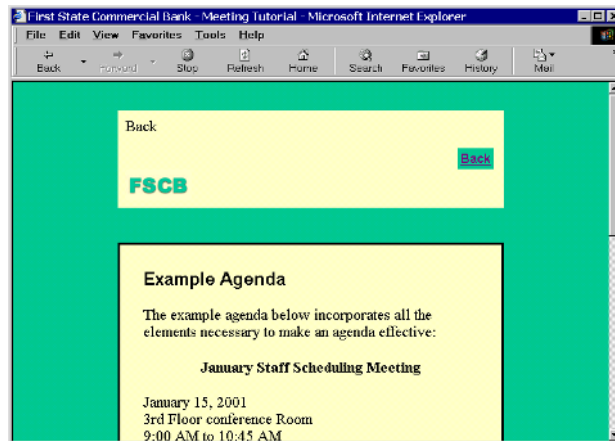 First State Commercial Bank - Meeting Tutorial - Microsoft Internet Explorer
File Edit View Favorites Tools Help
Back Forward Stop Refresh Home Search Favorites History Mail
Back
Back
FSCB
Example Agenda
The example agenda below incorporates all the
elements necessary to make an agenda effective:
January Staff Scheduling Meeting
January 15, 2001
3rd Floor conference Room
9:00 AM to 10:45 AM